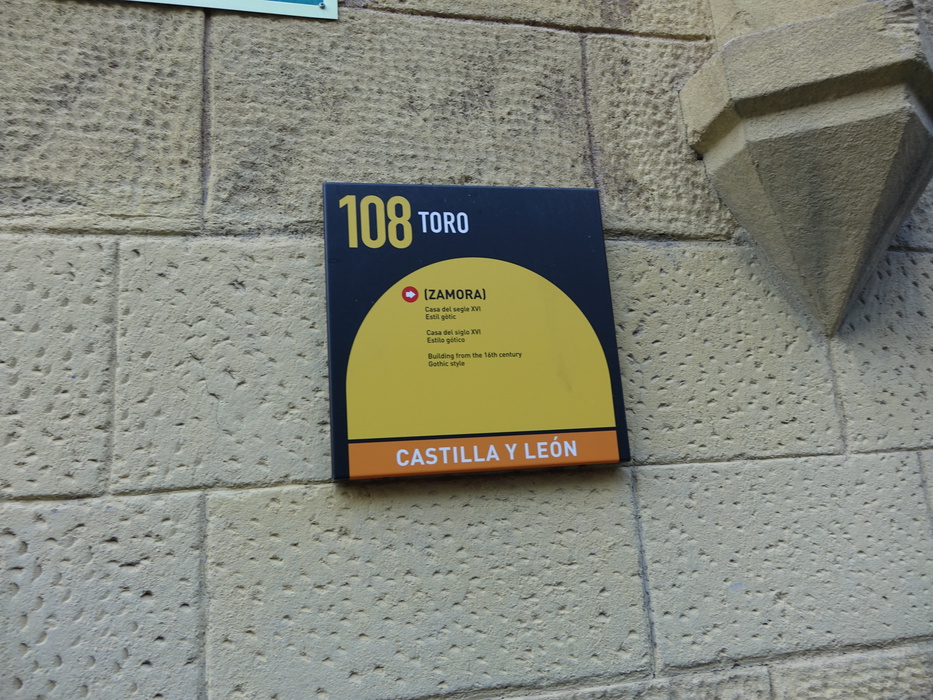 108 TORO
(ZAMORA)
Casa del segle XVI
Estil gòtic
Casa del siglo XVI
Estilo gótico
Building from the 16th century
Gothic style
CASTILLA Y LEÓN